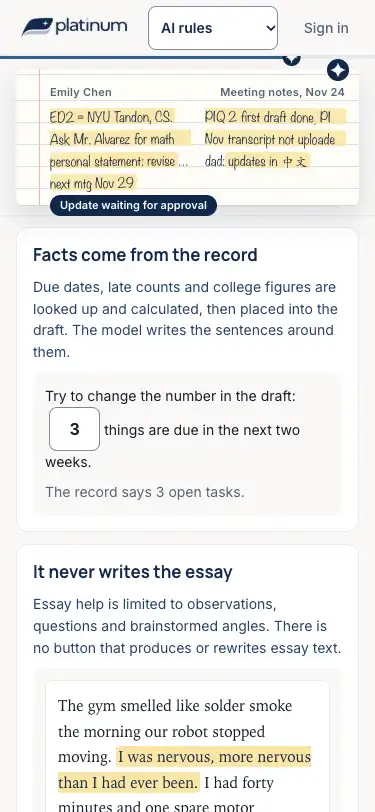 platinum
AI rules
Sign in
Emily Chen
Meeting notes, Nov 24
ED2 = NYU Tandon, CS.
Ask Mr. Alvarez for math
personal statement: revise ...
next mtg Nov 29
PIQ 2 first draft done, PI
Nov transcript not uploade
dad: updates in 中文
Update waiting for approval
Facts come from the record
Due dates, late counts and college figures are
looked up and calculated, then placed into the
draft. The model writes the sentences around
them.
Try to change the number in the draft:
3 things are due in the next two
weeks.
The record says 3 open tasks.
It never writes the essay
Essay help is limited to observations,
questions and brainstormed angles. There is
no button that produces or rewrites essay text.
The gym smelled like solder smoke
the morning our robot stopped
moving. I was nervous, more nervous
than I had ever been. I had forty
minutes and one spare motor